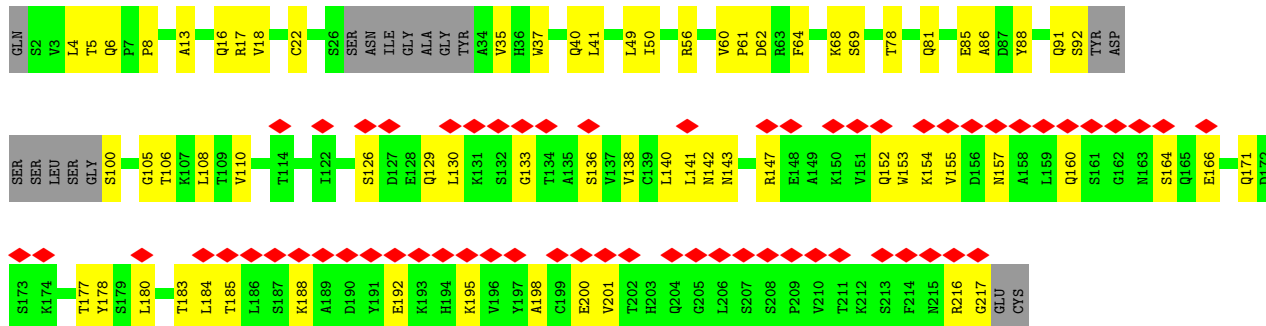 GLN S2 V3 L4 T5 Q6 P7 P8 A13 Q16 R17 V18 C22 S26 SER ASN ILE GLY ALA GLY TYR A34 V35 H36 W37 Q40 L41 L49 I50 R56 V60 P61 D62 R63 F64 K68 S69 T78 Q81 E85 A86 D87 Y88 Q91 S92 TYR ASP
SER SER LEU SER GLY S100 G105 T106 K107 L108 T109 V110 T114 I122 S126 D127 E128 Q129 L130 K131 S132 G133 T134 A135 S136 V137 V138 C139 L140 L141 N142 N143 R147 E148 A149 K150 V151 Q152 W153 K154 V155 D156 N157 A158 L159 Q160 S161 G162 N163 S164 Q165 E166 Q171 D172
S173 K174 T177 Y178 S179 L180 T183 L184 T185 L186 S187 K188 A189 D190 Y191 E192 K193 H194 K195 V196 Y197 A198 C199 E200 V201 T202 H203 Q204 G205 L206 S207 S208 P209 V210 T211 K212 S213 F214 N215 R216 G217 GLU CYS